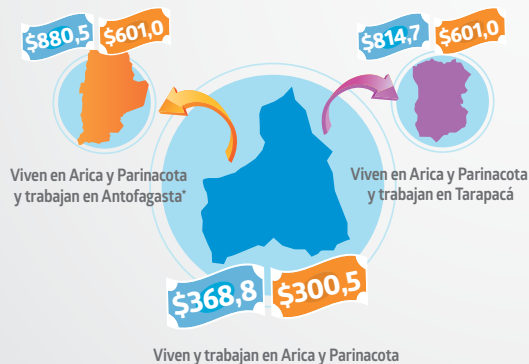 $880,5 $601,0
Viven en Arica y Parinacota
y trabajan en Antofagasta*
$814,7 $601,0
Viven en Arica y Parinacota
y trabajan en Tarapacá
$368,8 $300,5
Viven y trabajan en Arica y Parinacota